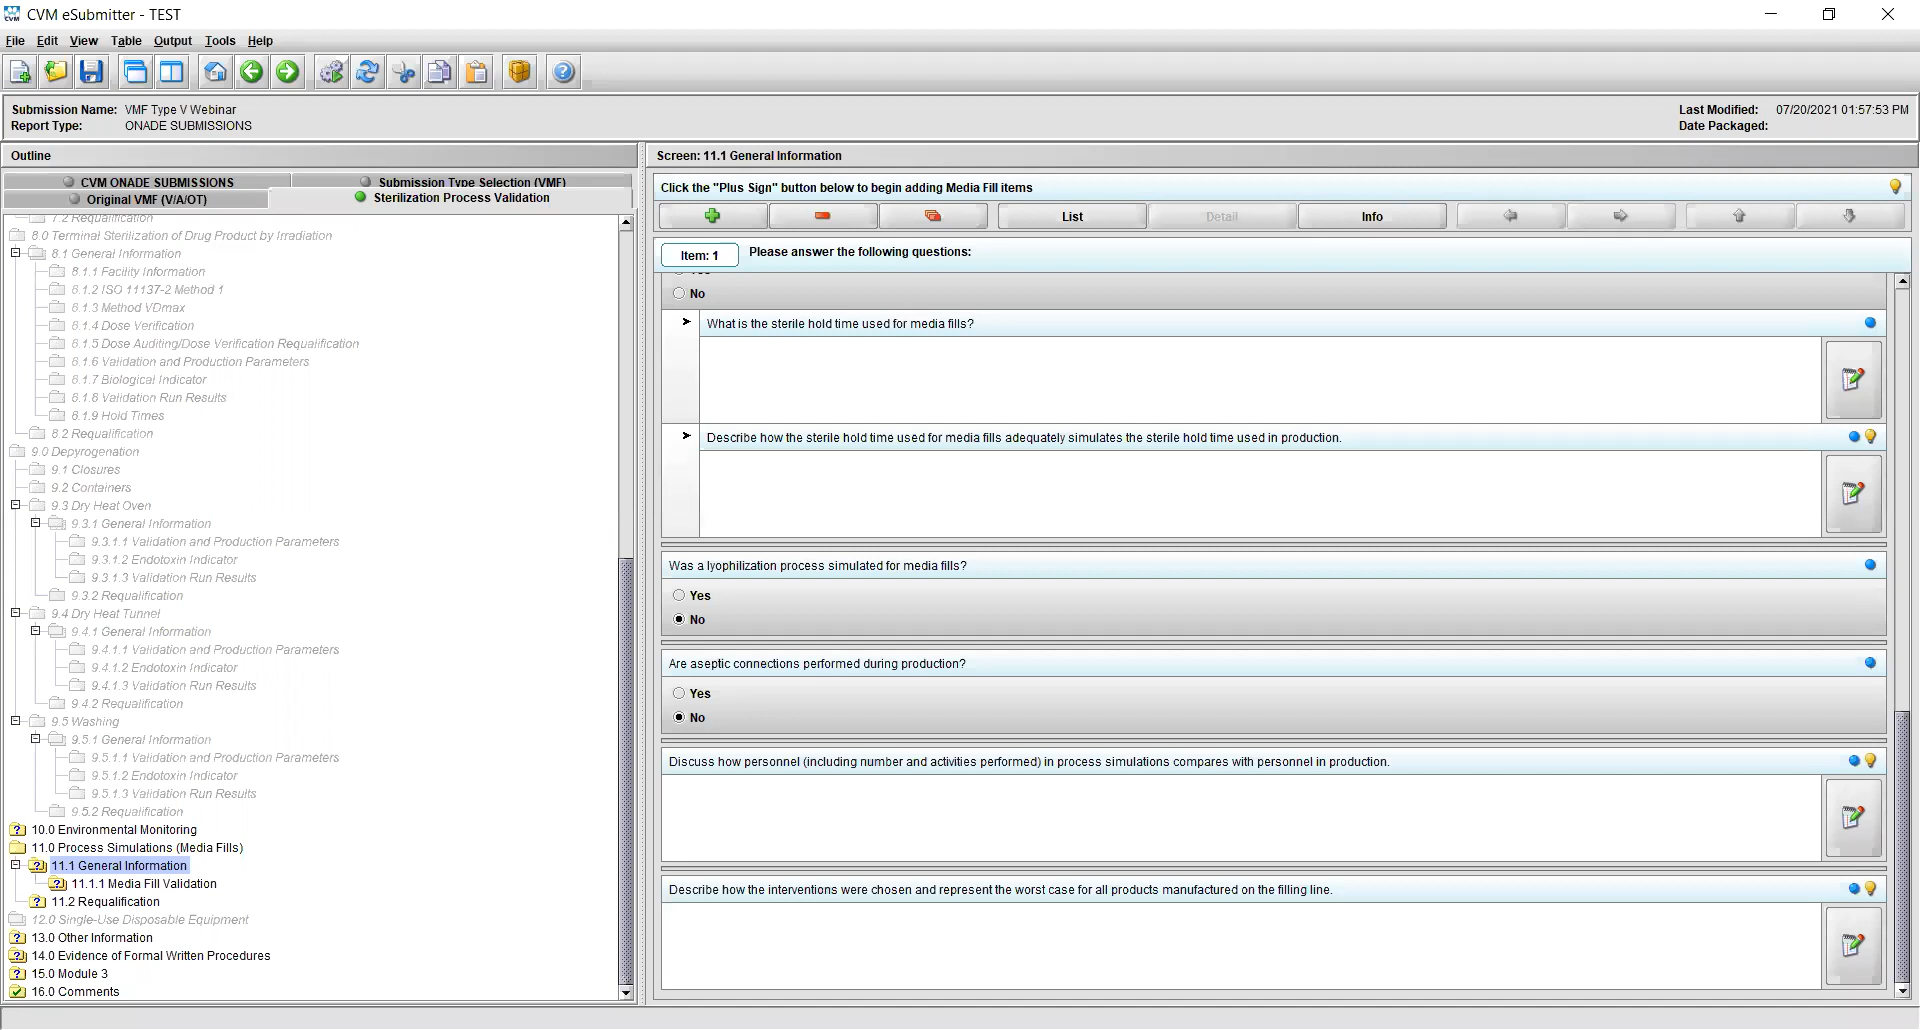 CVM eSubmitter - TEST
File Edit View Table Output Tools Help
Submission Name: VMF Type V Webinar
Report Type: ONADE SUBMISSIONS
Last Modified: 07/20/2021 01:57:53 PM
Date Packaged:
Outline
CVM ONADE SUBMISSIONS
Submission Type Selection (VMF)
Original VMF (V/A/OT)
Sterilization Process Validation
7.2 Requalification
8.0 Terminal Sterilization of Drug Product by Irradiation
8.1 General Information
8.1.1 Facility Information
8.1.2 ISO 11137-2 Method 1
8.1.3 Method VDmax
8.1.4 Dose Verification
8.1.5 Dose Auditing/Dose Verification Requalification
8.1.6 Validation and Production Parameters
8.1.7 Biological Indicator
8.1.8 Validation Run Results
8.1.9 Hold Times
8.2 Requalification
9.0 Depyrogenation
9.1 Closures
9.2 Containers
9.3 Dry Heat Oven
9.3.1 General Information
9.3.1.1 Validation and Production Parameters
9.3.1.2 Endotoxin Indicator
9.3.1.3 Validation Run Results
9.3.2 Requalification
9.4 Dry Heat Tunnel
9.4.1 General Information
9.4.1.1 Validation and Production Parameters
9.4.1.2 Endotoxin Indicator
9.4.1.3 Validation Run Results
9.4.2 Requalification
9.5 Washing
9.5.1 General Information
9.5.1.1 Validation and Production Parameters
9.5.1.2 Endotoxin Indicator
9.5.1.3 Validation Run Results
9.5.2 Requalification
10.0 Environmental Monitoring
11.0 Process Simulations (Media Fills)
11.1 General Information
11.1.1 Media Fill Validation
11.2 Requalification
12.0 Single-Use Disposable Equipment
13.0 Other Information
14.0 Evidence of Formal Written Procedures
15.0 Module 3
16.0 Comments
Screen: 11.1 General Information
Click the "Plus Sign" button below to begin adding Media Fill items
List Detail Info
Item: 1 Please answer the following questions:
Yes
No
What is the sterile hold time used for media fills?
Describe how the sterile hold time used for media fills adequately simulates the sterile hold time used in production.
Was a lyophilization process simulated for media fills?
Yes
No
Are aseptic connections performed during production?
Yes
No
Discuss how personnel (including number and activities performed) in process simulations compares with personnel in production.
Describe how the interventions were chosen and represent the worst case for all products manufactured on the filling line.